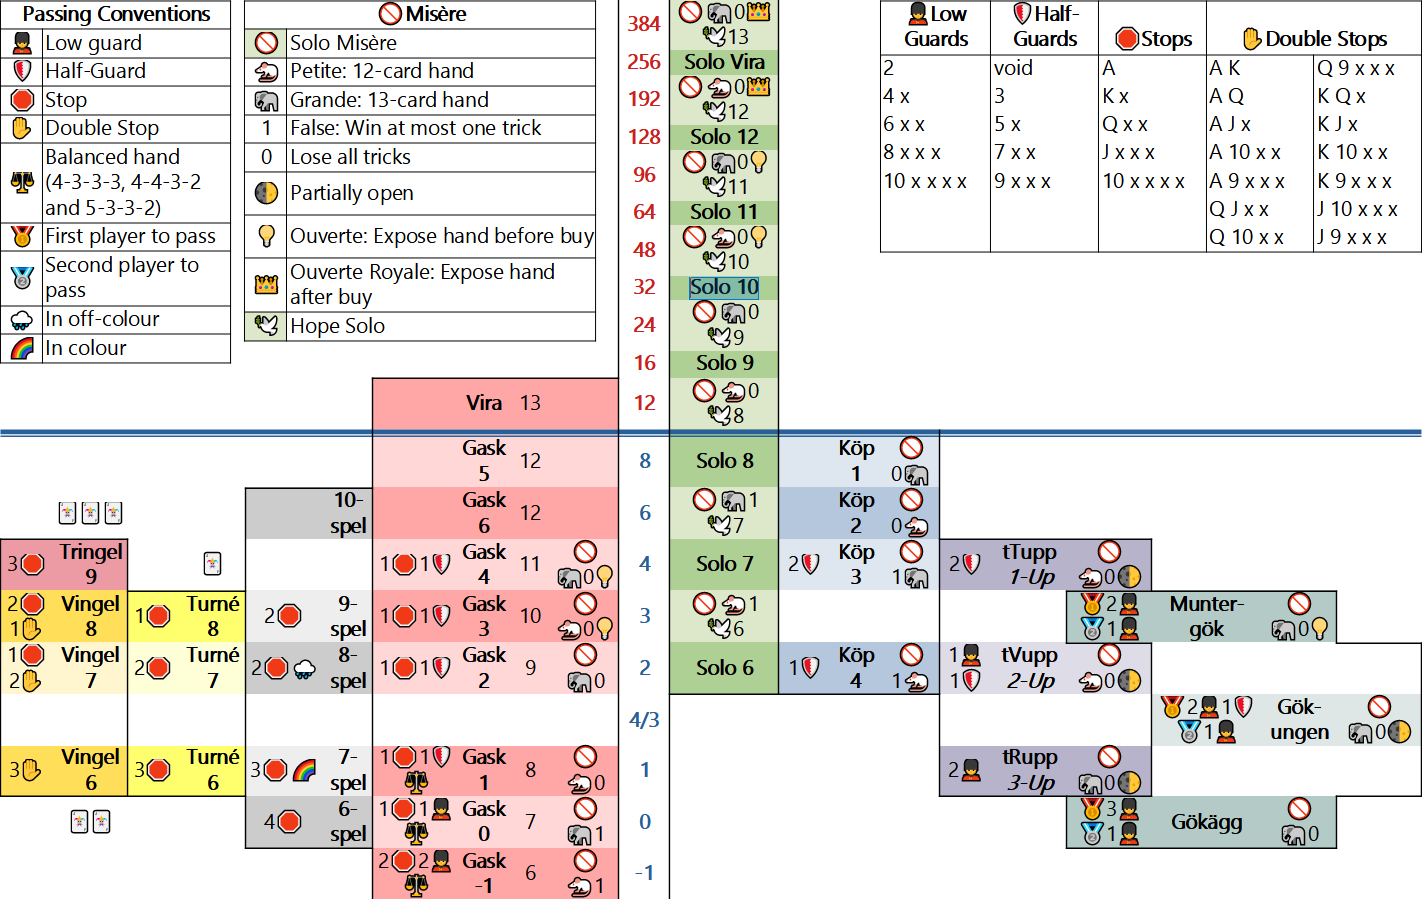 Passing Conventions
Low guard
Half-Guard
Stop
Double Stop
Balanced hand
(4-3-3-3, 4-4-3-2
and 5-3-3-2)
First player to pass
Second player to
pass
In off-colour
In colour
Misère
Solo Misère
Petite: 12-card hand
Grande: 13-card hand
1 False: Win at most one trick
0 Lose all tricks
Partially open
Ouverte: Expose hand before buy
Ouverte Royale: Expose hand
after buy
Hope Solo
Low
Guards
Half-
Guards
Stops
Double Stops
2 void A A K Q 9 x x x
4 x 3 K x A Q K Q x
6 x x 5 x Q x x A J x K J x
8 x x x 7 x x J x x x A 10 x x K 10 x x
10 x x x x 9 x x x 10 x x x x A 9 x x x K 9 x x x
Q J x x J 10 x x x
Q 10 x x J 9 x x x
384 0
13
256 Solo Vira
192 0
12
128 Solo 12
96 0
11
64 Solo 11
48 0
10
32 Solo 10
24 0
9
16 Solo 9
Vira 13 12 0
8
Gask
5 12 8 Solo 8 Köp
1 0
10-
spel Gask
6 12 6 1
7 Köp
2 0
3 Tringel
9 1 1 Gask
4 11 0 4 Solo 7 2 Köp
3 1 2 tTupp
1-Up 0
2
1 Vingel
8 1 Turné
8 2 9-
spel 1 1 Gask
3 10 0 3 1
6 2
1 Munter-
gök 0
1
2 Vingel
7 2 Turné
7 2 8-
spel 1 1 Gask
2 9 0 2 Solo 6 1 Köp
4 1 1
1 tVupp
2-Up 0
4/3 2 1
1 Gök-
ungen 0
3 Vingel
6 3 Turné
6 3 7-
spel 1 1 Gask
1 8 0 1 2 tRupp
3-Up 0
4 6-
spel 1 1 Gask
0 7 1 0 3
1 Gökägg 0
2 2 Gask
-1 6 1 -1